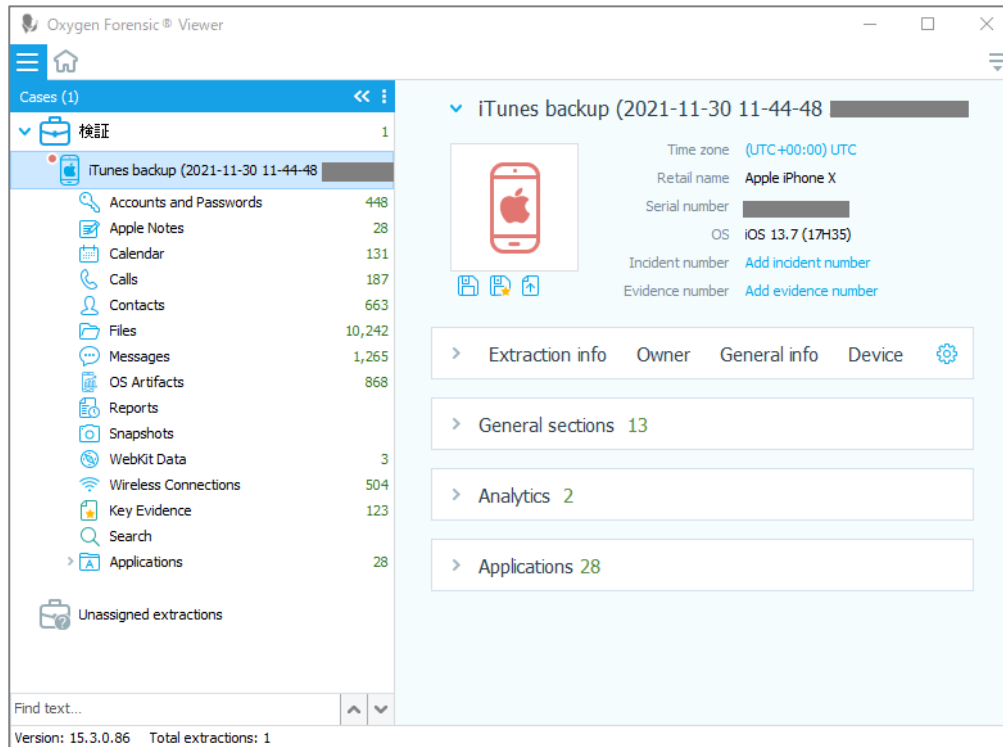 Oxygen Forensic® Viewer
Cases (1)
検証 1
iTunes backup (2021-11-30 11-44-48
Accounts and Passwords 448
Apple Notes 28
Calendar 131
Calls 187
Contacts 663
Files 10,242
Messages 1,265
OS Artifacts 868
Reports
Snapshots
WebKit Data 3
Wireless Connections 504
Key Evidence 123
Search
Applications 28
Unassigned extractions
Find text...
Version: 15.3.0.86 Total extractions: 1
iTunes backup (2021-11-30 11-44-48
Time zone (UTC+00:00) UTC
Retail name Apple iPhone X
Serial number
OS iOS 13.7 (17H35)
Incident number Add incident number
Evidence number Add evidence number
Extraction info Owner General info Device
General sections 13
Analytics 2
Applications 28